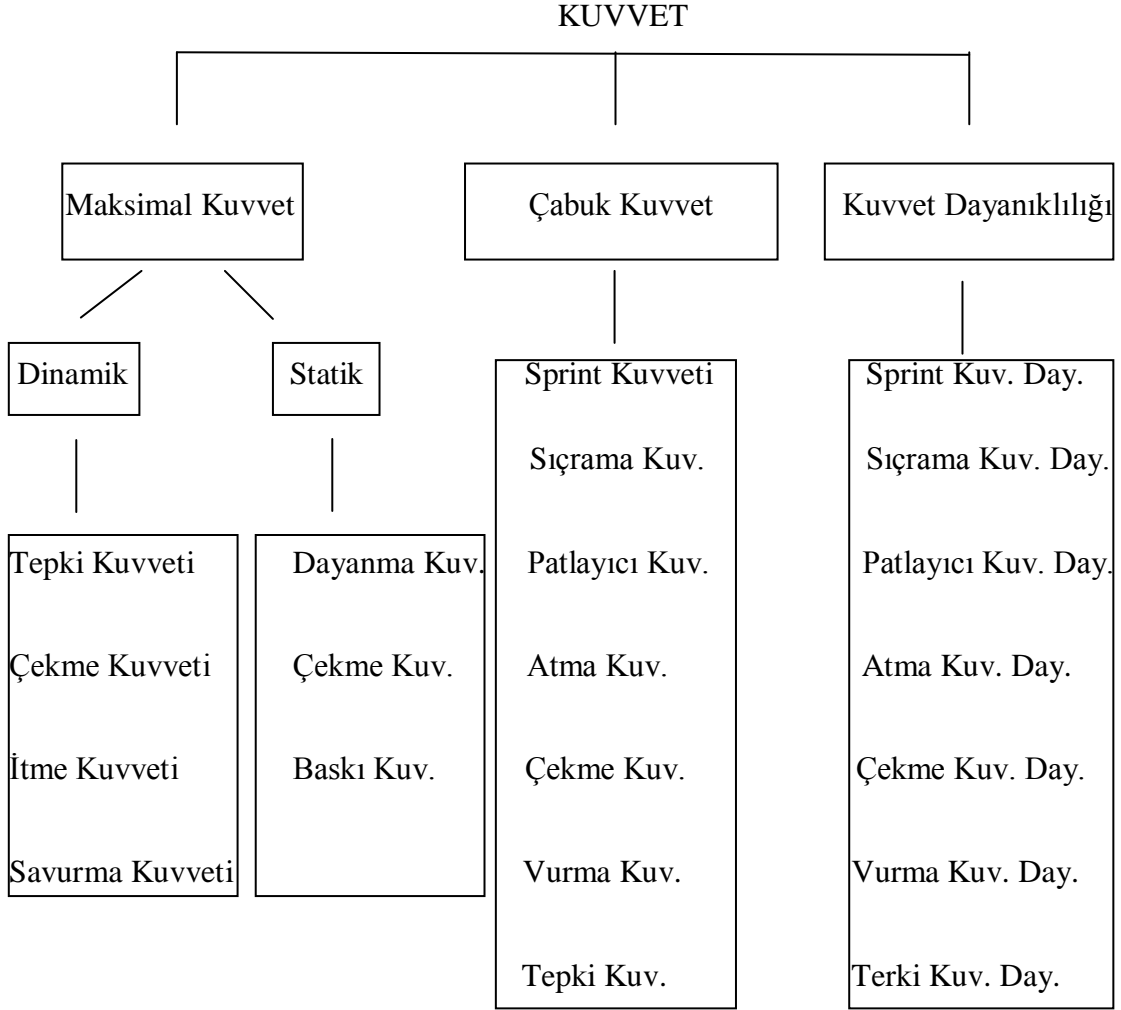 KUVVET
Maksimal Kuvvet
Çabuk Kuvvet
Kuvvet Dayanıklılığı
Dinamik
Statik
Tepki Kuvveti
Çekme Kuvveti
İtme Kuvveti
Savurma Kuvveti
Dayanma Kuv.
Çekme Kuv.
Baskı Kuv.
Sprint Kuvveti
Sıçrama Kuv.
Patlayıcı Kuv.
Atma Kuv.
Çekme Kuv.
Vurma Kuv.
Tepki Kuv.
Sprint Kuv. Day.
Sıçrama Kuv. Day.
Patlayıcı Kuv. Day.
Atma Kuv. Day.
Çekme Kuv. Day.
Vurma Kuv. Day.
Terki Kuv. Day.